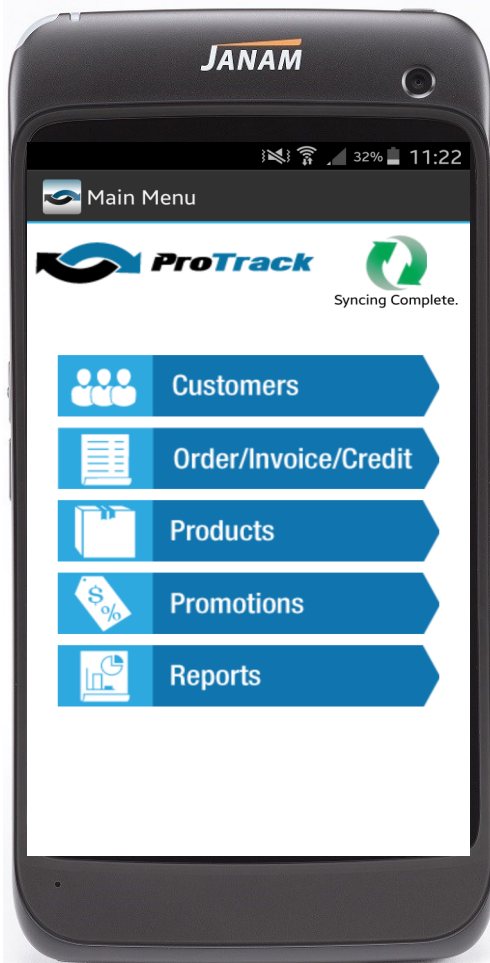 JANAM
32% 11:22
Main Menu
ProTrack
Syncing Complete.
Customers
Order/Invoice/Credit
Products
$
%
Promotions
Reports